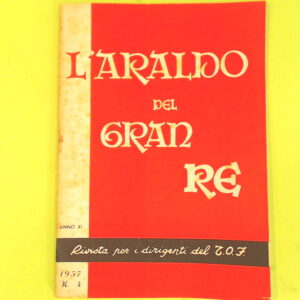 L'ARALDO
DEL
GRAN
RE
ANNO XI
Rivista per i dirigenti del T.O.F.
1957
N. 4